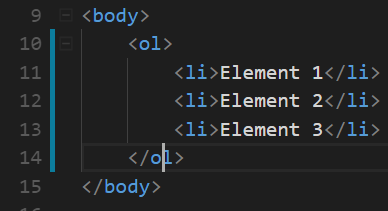 9 <body>
10 <ol>
11 <li>Element 1</li>
12 <li>Element 2</li>
13 <li>Element 3</li>
14 </ol>
15 </body>